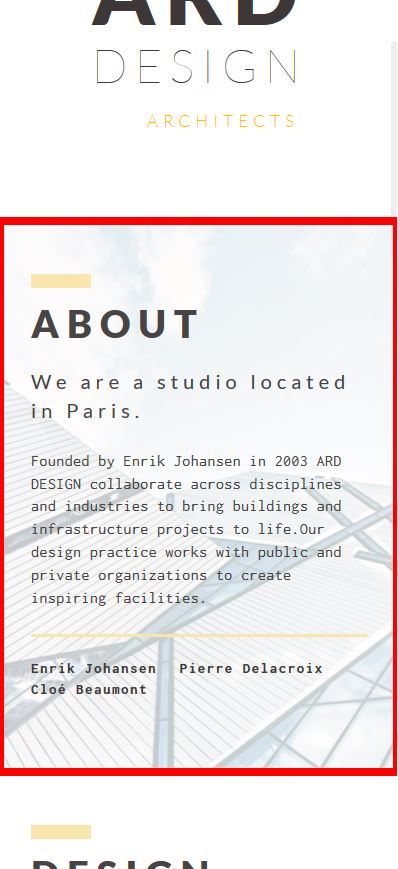 ARD
DESIGN
ARCHITECTS
ABOUT
We are a studio located
in Paris.
Founded by Enrik Johansen in 2003 ARD
DESIGN collaborate across disciplines
and industries to bring buildings and
infrastructure projects to life.Our
design practice works with public and
private organizations to create
inspiring facilities.
Enrik Johansen Pierre Delacroix
Cloé Beaumont
DESIGN